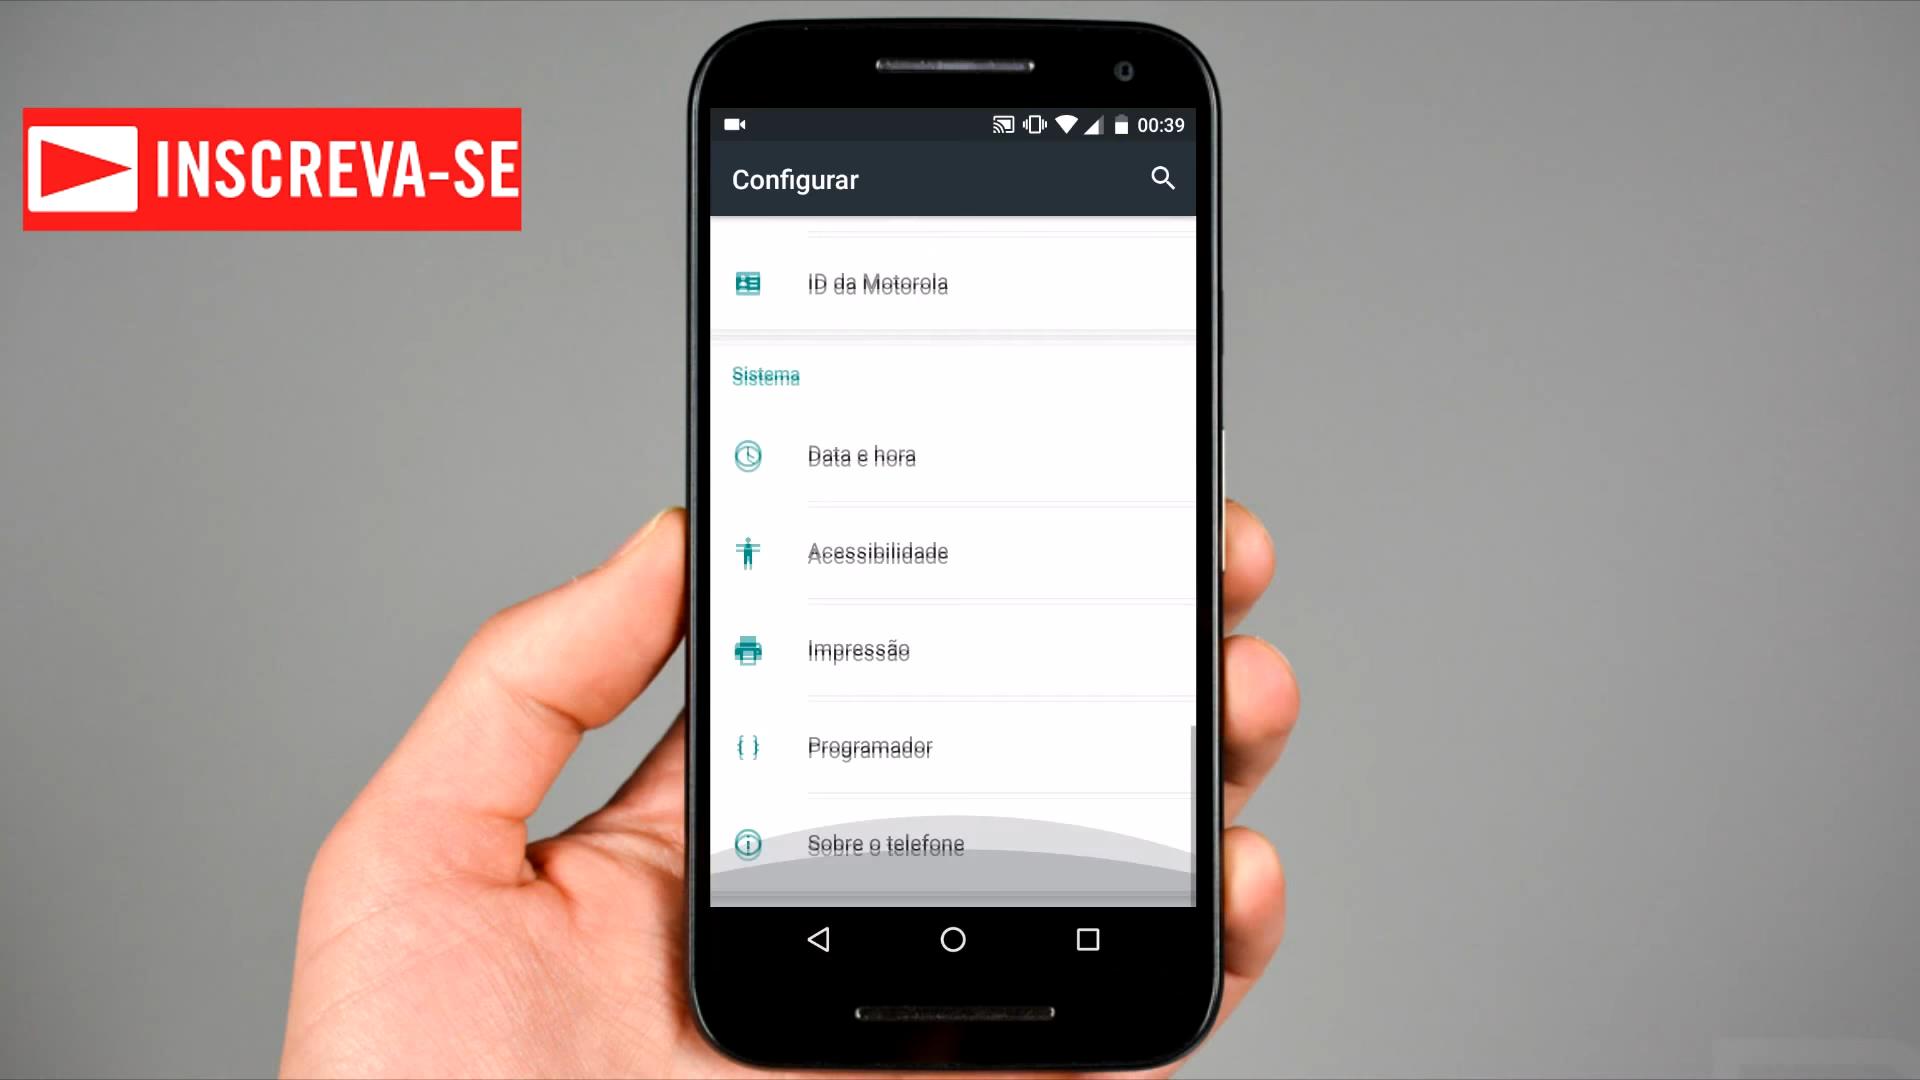 INSCREVA-SE
00:39
Configurar
ID da Motorola
Sistema
Data e hora
Acessibilidade
Impressão
Programador
Sobre o telefone